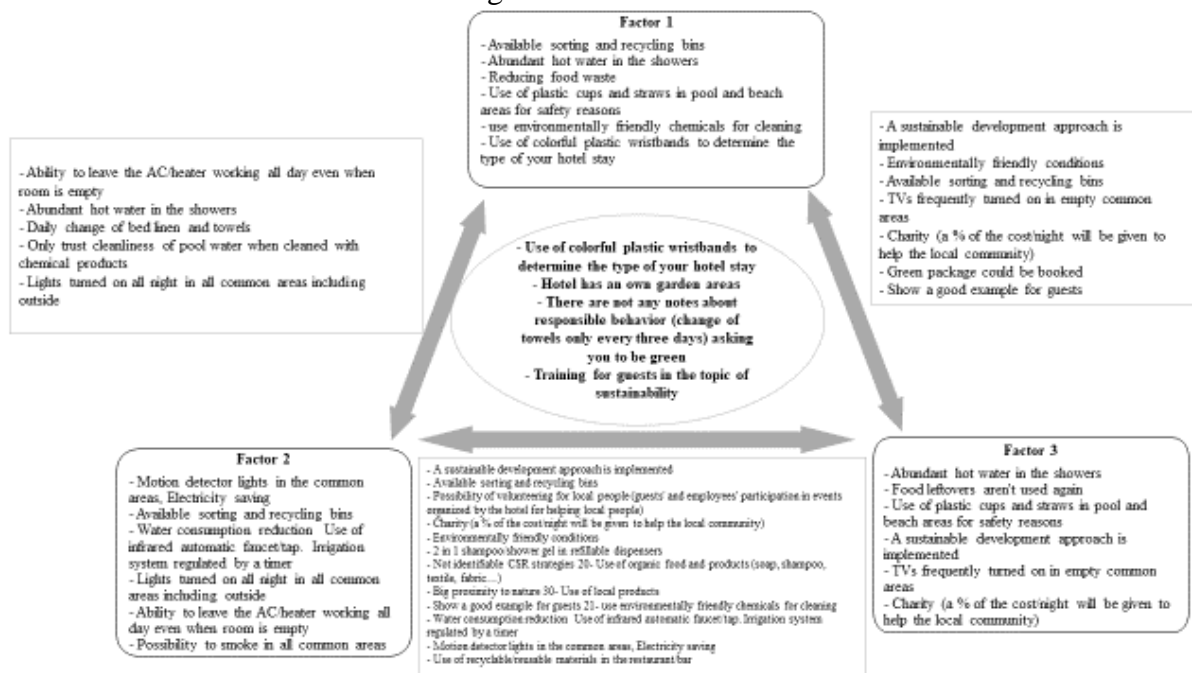 Factor 1
- Available sorting and recycling bins
- Abundant hot water in the showers
- Reducing food waste
- Use of plastic cups and straws in pool and beach
areas for safety reasons
- use environmentally friendly chemicals for cleaning
- Use of colorful plastic wristbands to determine the
type of your hotel stay
- Ability to leave the AC/heater working all day even when
room is empty
- Abundant hot water in the showers
- Daily change of bed linen and towels
- Only trust cleanliness of pool water when cleaned with
chemical products
- Lights turned on all night in all common areas including
outside
- A sustainable development approach is
implemented
- Environmentally friendly conditions
- Available sorting and recycling bins
- TVs frequently turned on in empty common
areas
- Charity (a % of the cost/night will be given to
help the local community)
- Green package could be booked
- Show a good example for guests
- Use of colorful plastic wristbands to
determine the type of your hotel stay
- Hotel has an own garden areas
- There are not any notes about
responsible behavior (change of
towels only every three days) asking
you to be green
- Training for guests in the topic of
sustainability
Factor 2
- Motion detector lights in the common
areas, Electricity saving
- Available sorting and recycling bins
- Water consumption reduction Use of
infrared automatic faucet/tap. Irrigation
system regulated by a timer
- Lights turned on all night in all common
areas including outside
- Ability to leave the AC/heater working all
day even when room is empty
- Possibility to smoke in all common areas
- A sustainable development approach is implemented
- Available sorting and recycling bins
- Possibility of volunteering for local people (guests' and employees' participation in events
organized by the hotel for helping local people)
- Charity (a % of the cost/night will be given to help the local community)
- Environmentally friendly conditions
- 2 in 1 shampoo/shower gel in refillable dispensers
- Not identifiable CSR strategies 20- Use of organic food and products (soap, shampoo,
textile, fabric...)
- Big proximity to nature 30- Use of local products
- Show a good example for guests 21- use environmentally friendly chemicals for cleaning
- Water consumption reduction Use of infrared automatic faucet/tap. Irrigation system
regulated by a timer
- Motion detector lights in the common areas, Electricity saving
- Use of recyclable/reusable materials in the restaurant/bar
Factor 3
- Abundant hot water in the showers
- Food leftovers aren't used again
- Use of plastic cups and straws in pool and
beach areas for safety reasons
- A sustainable development approach is
implemented
- TVs frequently turned on in empty common
areas
- Charity (a % of the cost/night will be given to
help the local community)